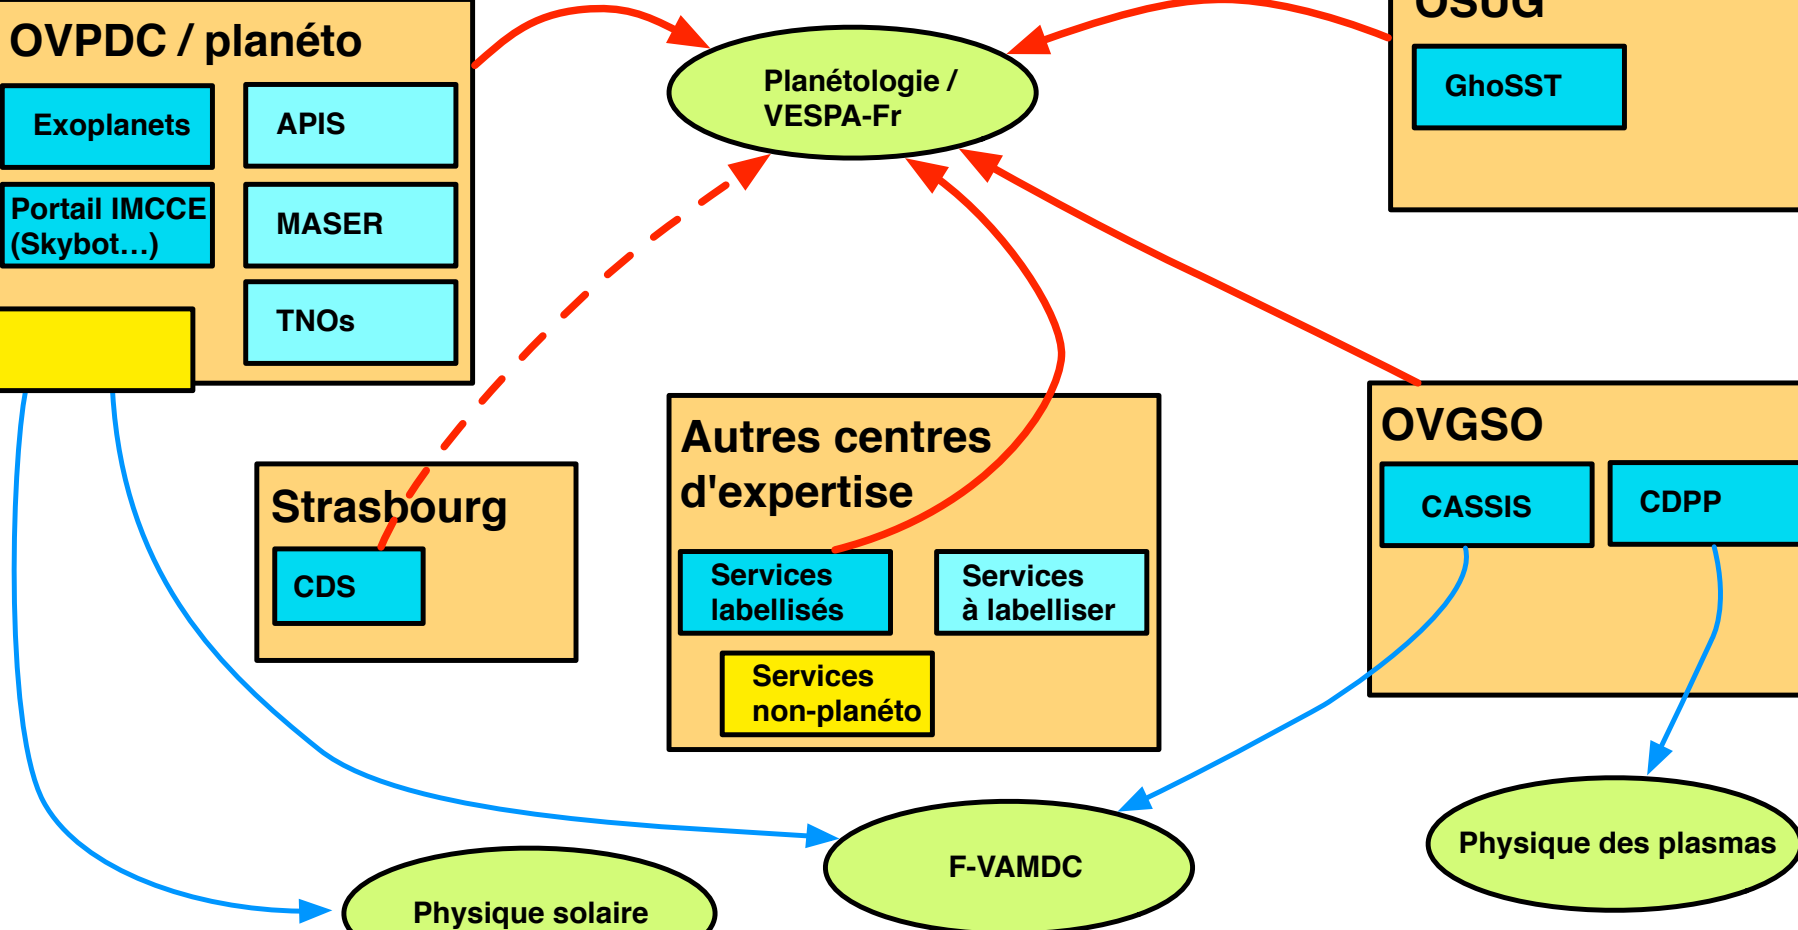 OSUG
OVPDC / planéto
Planétologie /
VESPA-Fr
GhoSST
Exoplanets
APIS
Portail IMCCE
(Skybot...)
MASER
TNOs
Autres centres
d'expertise
OVGSO
Strasbourg
CASSIS
CDPP
CDS
Services
labellisés
Services
à labelliser
Services
non-planéto
Physique des plasmas
F-VAMDC
Physique solaire